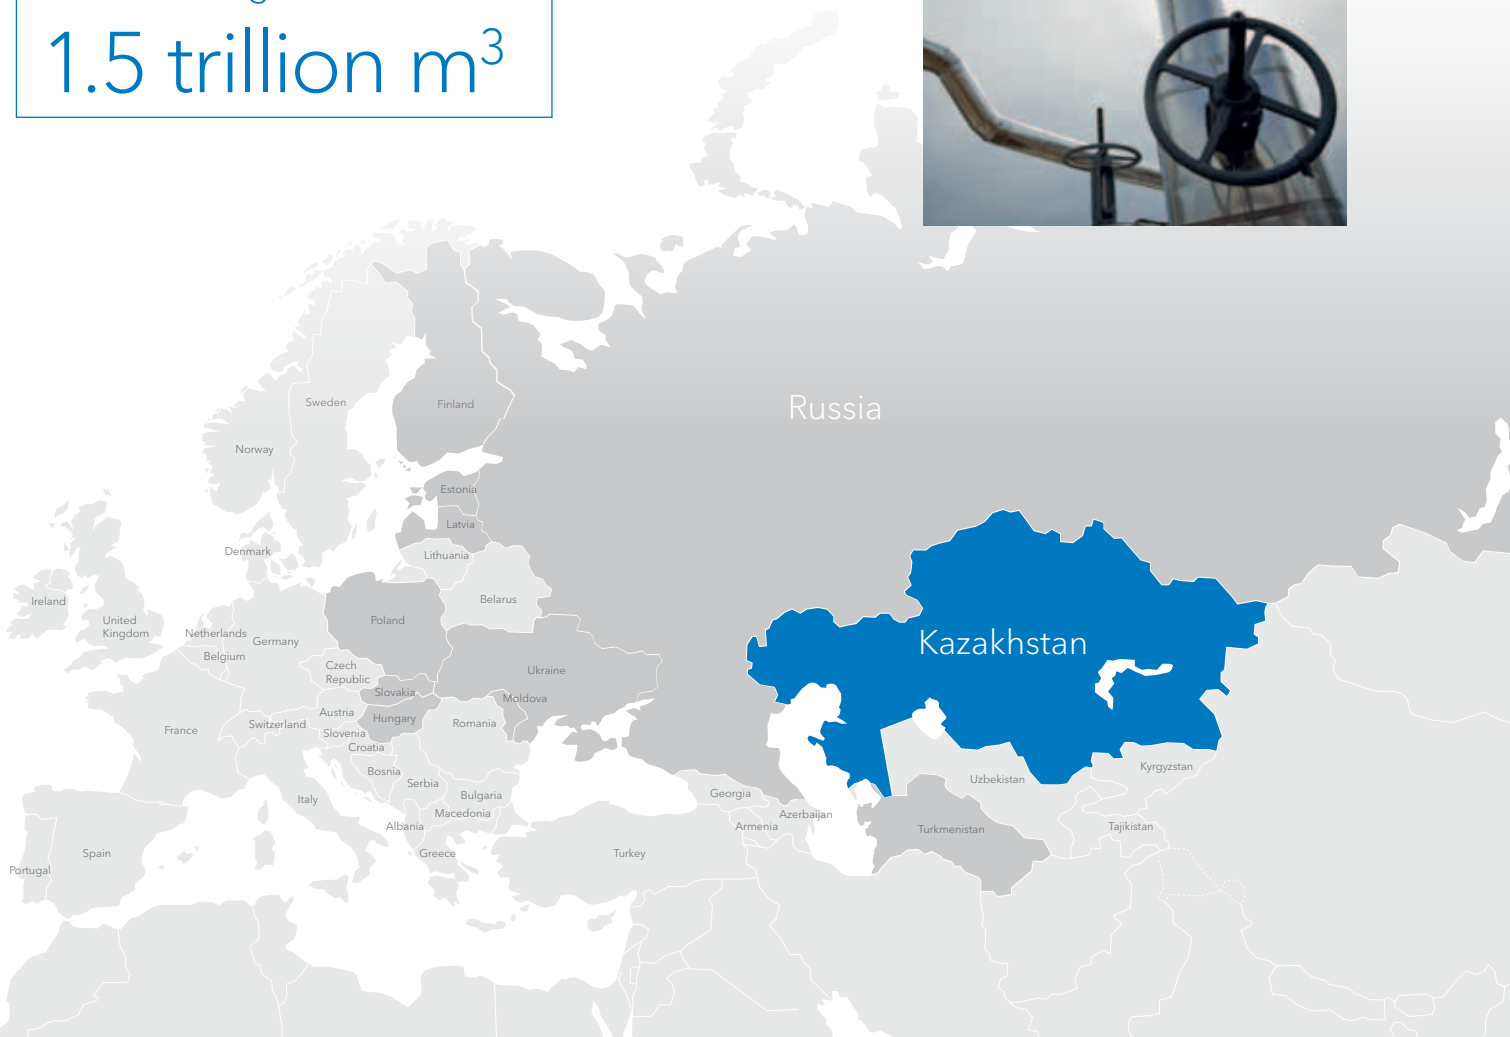 1.5 trillion m³
Russia
Sweden
Finland
Norway
Estonia
Latvia
Denmark
Lithuania
Ireland
United
Kingdom
Belarus
Poland
Netherlands
Germany
Belgium
Kazakhstan
Czech
Republic
Ukraine
Slovakia
Moldova
Austria
Hungary
France
Switzerland
Romania
Slovenia
Croatia
Bosnia
Serbia
Kyrgyzstan
Uzbekistan
Italy
Bulgaria
Georgia
Macedonia
Azerbaijan
Albania
Armenia
Turkmenistan
Tajikistan
Spain
Greece
Turkey
Portugal